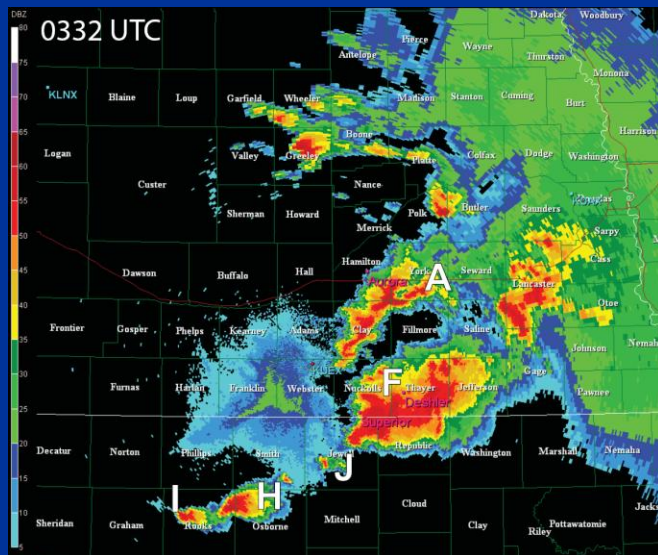 DBZ
80
75
70
65
60
55
50
45
40
35
30
25
20
15
10
5
0332 UTC
Dakota Woodbury
Pierce Wayne
Antelope Thurston
Monona
KLNX Blaine Loup Garfield Wheeler Madison Stanton Cuming Burt
Harrison
Boone
Logan Valley Greeley Platte Colfax Dodge Washington
Custer Nance
Sherman Howard Polk Butler Saunders Douglas
Merrick Sarpy
Hamilton York Seward Cass
Dawson Buffalo Hall Aurora A Lancaster
Otoe
Frontier Gosper Phelps Kearney Adams Clay Fillmore Saline
Johnson Nemaha
KUEX Gage
Furnas Harlan Franklin Webster Nuckolls F Thayer Jefferson Pawnee
Deshler
Superior
Republic
Decatur Norton Phillips Smith Jewell Washington Marshall Nemaha
J
I H Cloud
Sheridan Graham Rooks Osborne Mitchell Clay Riley Pottawatomie